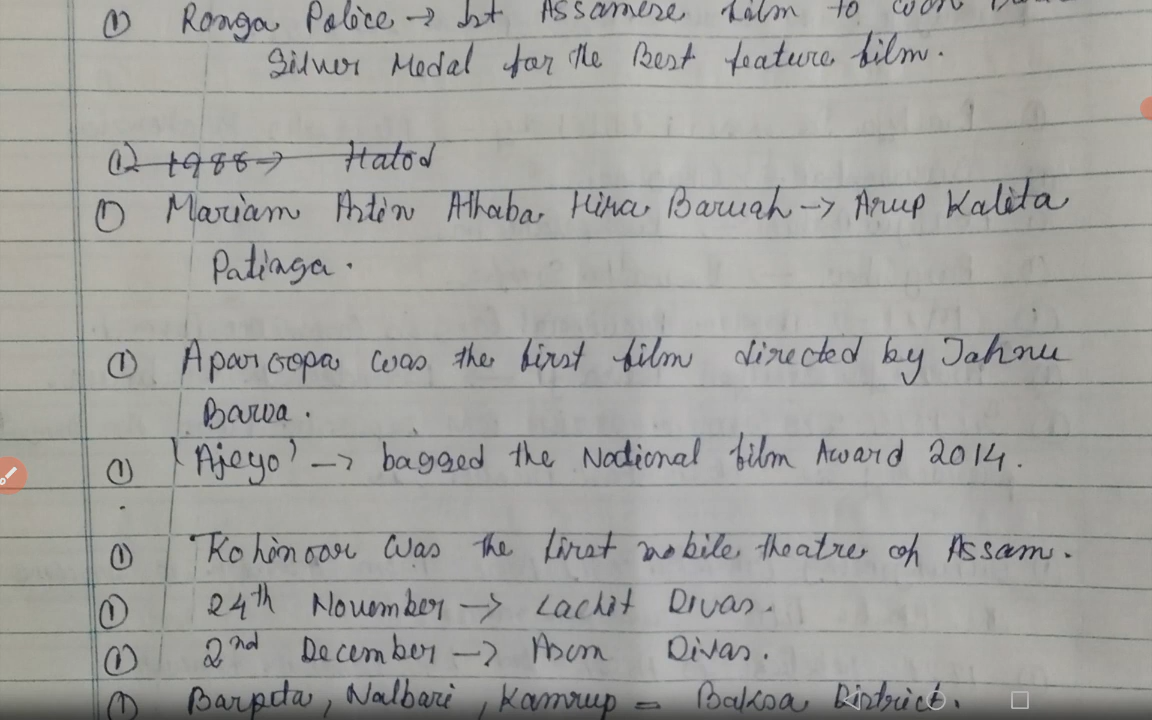 ① Ronga Police → 1st Assamese film to
Silver Medal for the Best feature film.
① 1988 → Halod
① Mariam Astin Athaba Hira Baruah → Arup Kalita
Patinga.
① Aparoopa was the first film directed by Jahnu
Barua.
① 'Ajeyo' → bagged the National film Award 2014.
① Kohinoor was the first mobile theatre of Assam.
① 24th November → Lachit Divas.
① 2nd December → Asom Divas.
① Barpeta, Nalbari, Kamrup = Baksa District.